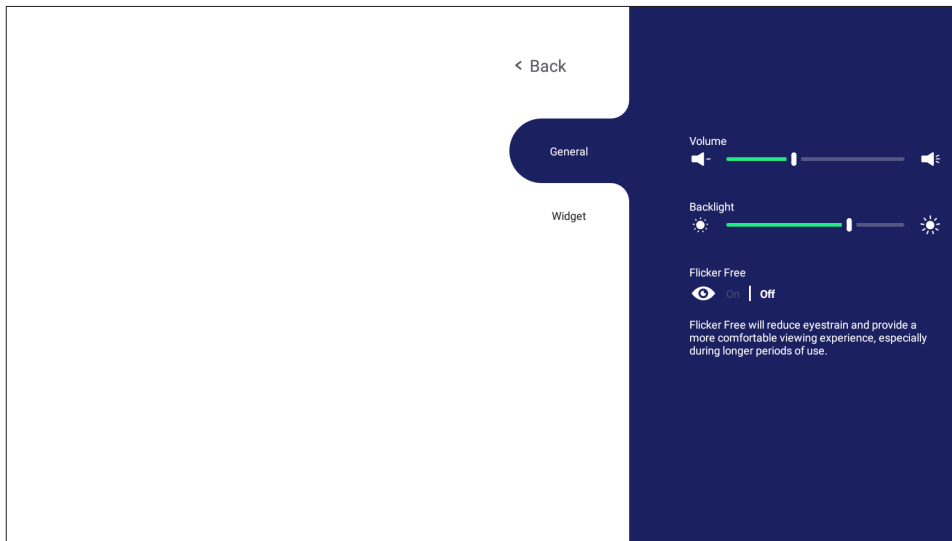 Back
General
Widget
Volume
Backlight
Flicker Free
On Off
Flicker Free will reduce eyestrain and provide a
more comfortable viewing experience, especially
during longer periods of use.